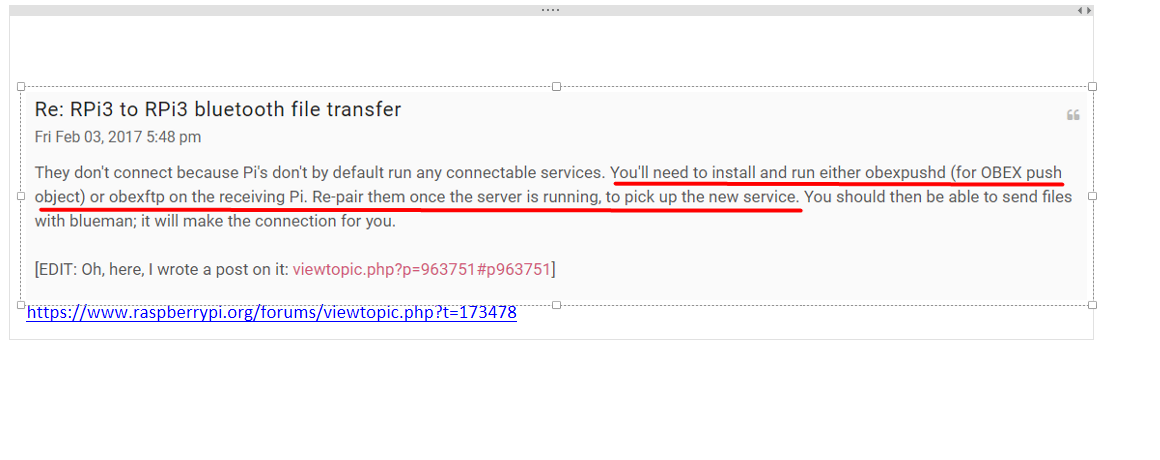 Re: RPi3 to RPi3 bluetooth file transfer
Fri Feb 03, 2017 5:48 pm
They don't connect because Pi's don't by default run any connectable services. You'll need to install and run either obexpushd (for OBEX push
object) or obexftp on the receiving Pi. Re-pair them once the server is running, to pick up the new service. You should then be able to send files
with blueman; it will make the connection for you.
[EDIT: Oh, here, I wrote a post on it: viewtopic.php?p=963751#p963751]
https://www.raspberrypi.org/forums/viewtopic.php?t=173478